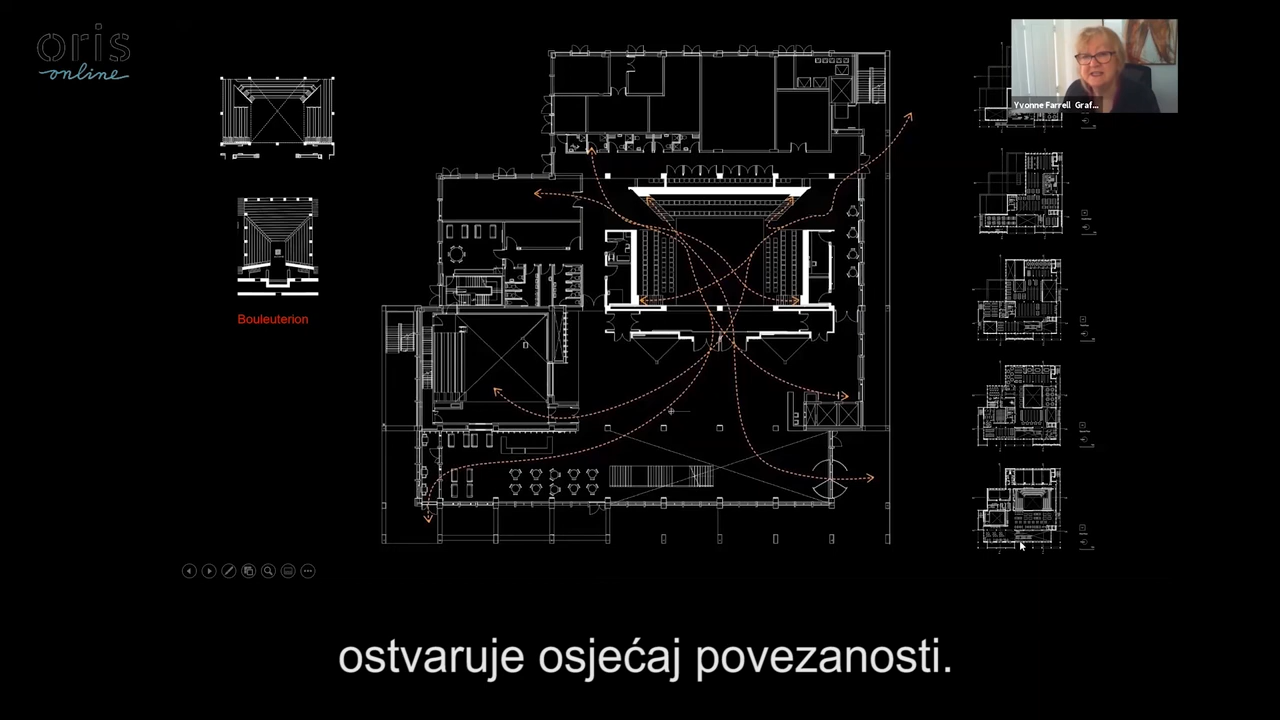 oris
online
Yvonne Farrell Graf...
Bouleuterion
n
ostvaruje osjećaj povezanosti.